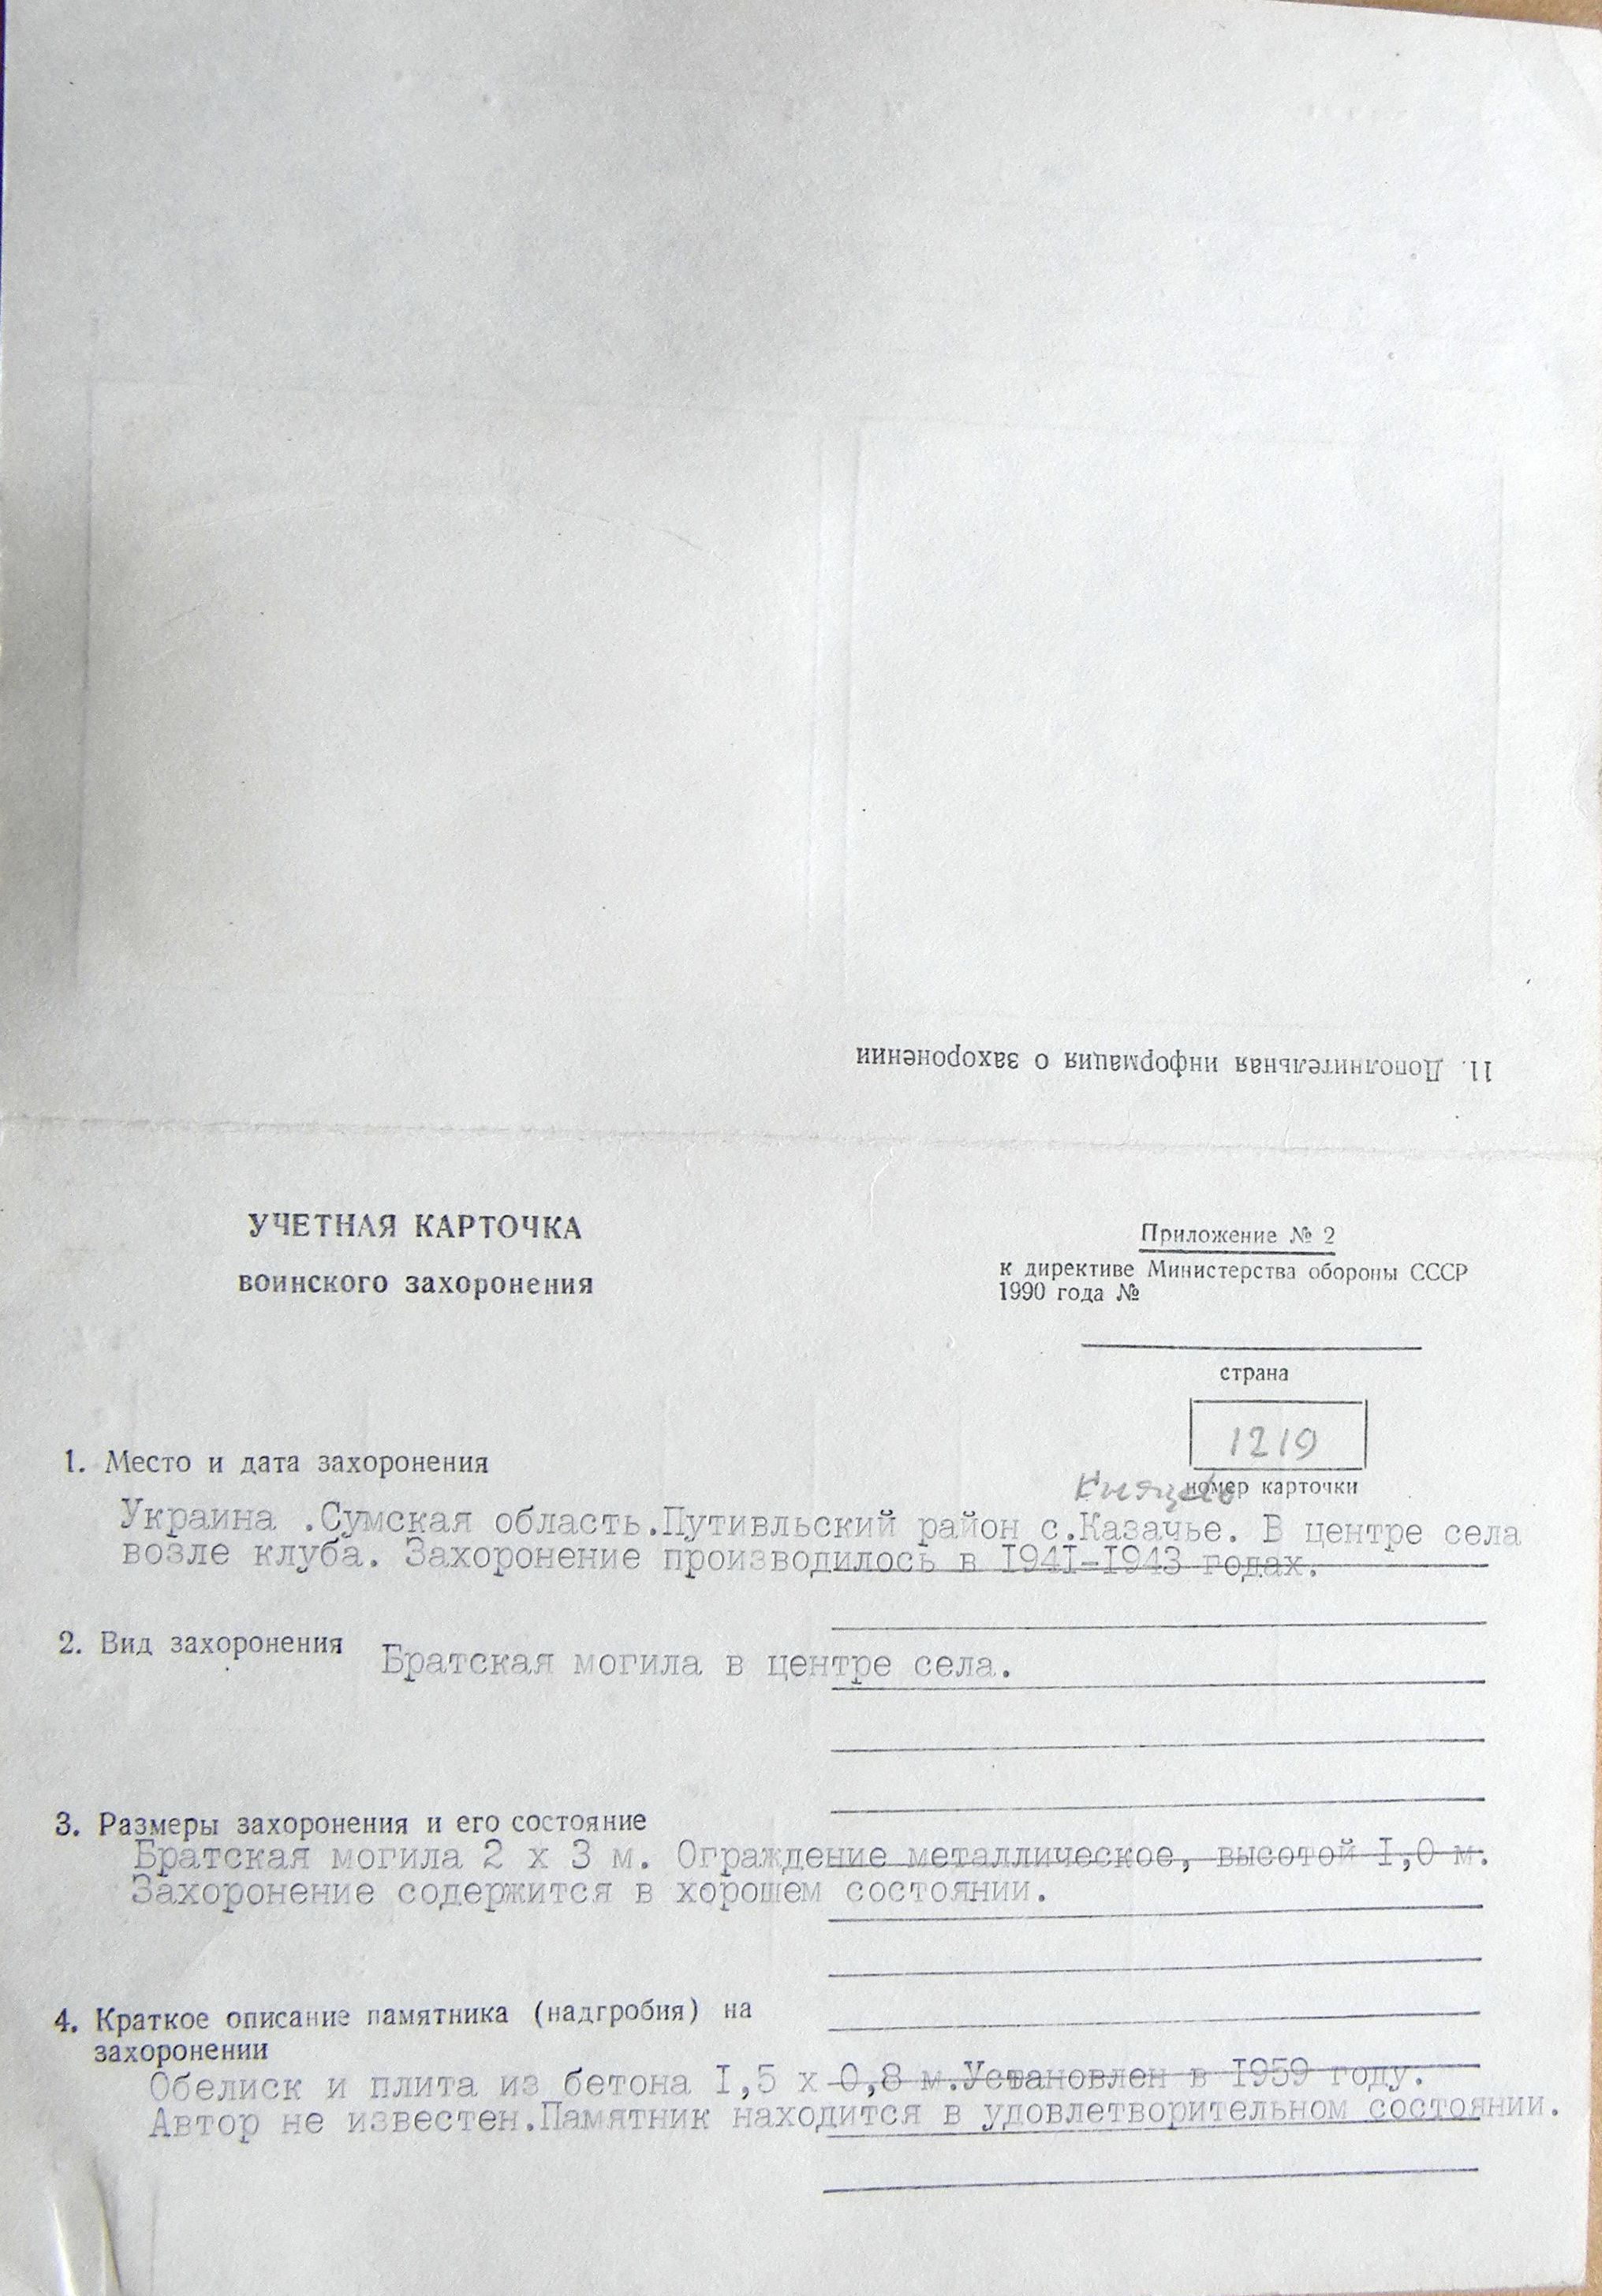 11. Дополнительная информация о захоронении
УЧЕТНАЯ КАРТОЧКА
воинского захоронения
Приложение № 2
к директиве Министерства обороны СССР
1990 года №
страна
1219
номер карточки
1. Место и дата захоронения
Украина .Сумская область.Путивльский район с.Казачье. В центре села
возле клуба. Захоронение производилось в I94I-I943 годах.
2. Вид захоронения Братская могила в центре села.
3. Размеры захоронения и его состояние
Братская могила 2 х 3 м. Ограждение металлическое, высотой I,0 м.
Захоронение содержится в хорошем состоянии.
4. Краткое описание памятника (надгробия) на
захоронении
Обелиск и плита из бетона I,5 х 0,8 м.Установлен в I959 году.
Автор не известен.Памятник находится в удовлетворительном состоянии.